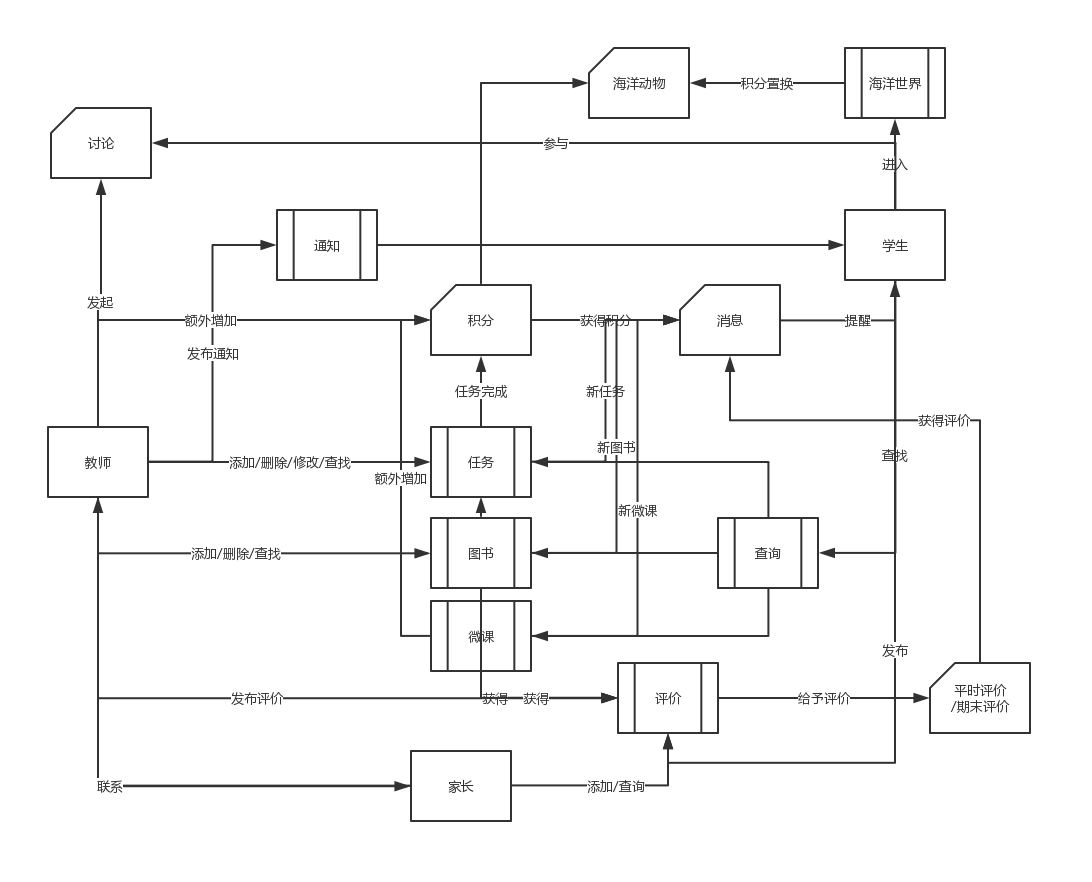 海洋动物
积分置换
海洋世界
讨论
参与
进入
通知
学生
发起
额外增加
积分
获得积分
消息
提醒
发布通知
任务完成
新任务
获得评价
新图书
查找
教师
添加/删除/修改/查找
任务
额外增加
新微课
添加/删除/查找
图书
查询
微课
发布
发布评价
获得
获得
评价
给予评价
平时评价
/期末评价
联系
家长
添加/查询